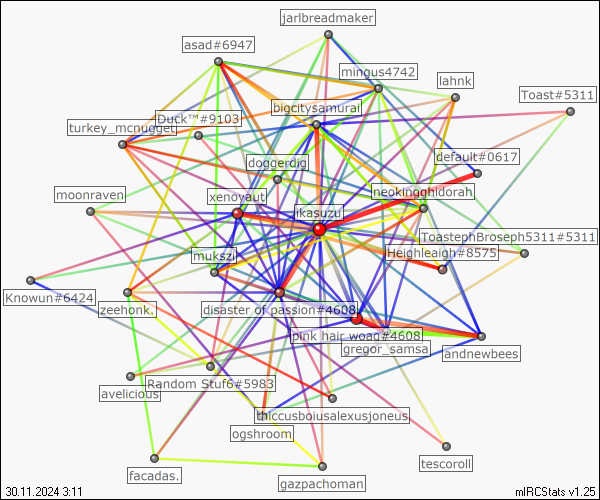 jarlbreadmaker
asad#6947
mingus4742
lahnk
Toast#5311
bigcitysamurai
Duck™#9103
turkey_mcnugget
default#0617
doggerdig
neokingghidorah
moonraven
xenovaut
ikasuzu
ToastephBroseph5311#5311
mukszil
Heighleaigh#8575
Knowun#6424
zeehonk.
disaster of passion#4608
pink hair woag#4608
gregor_samsa
andnewbees
Random Stuf6#5983
avelicious
thiccusboiusalexusjoneus
ogshroom
tescoroll
facadas.
gazpachoman
30.11.2024 3:11
mIRCStats v1.25